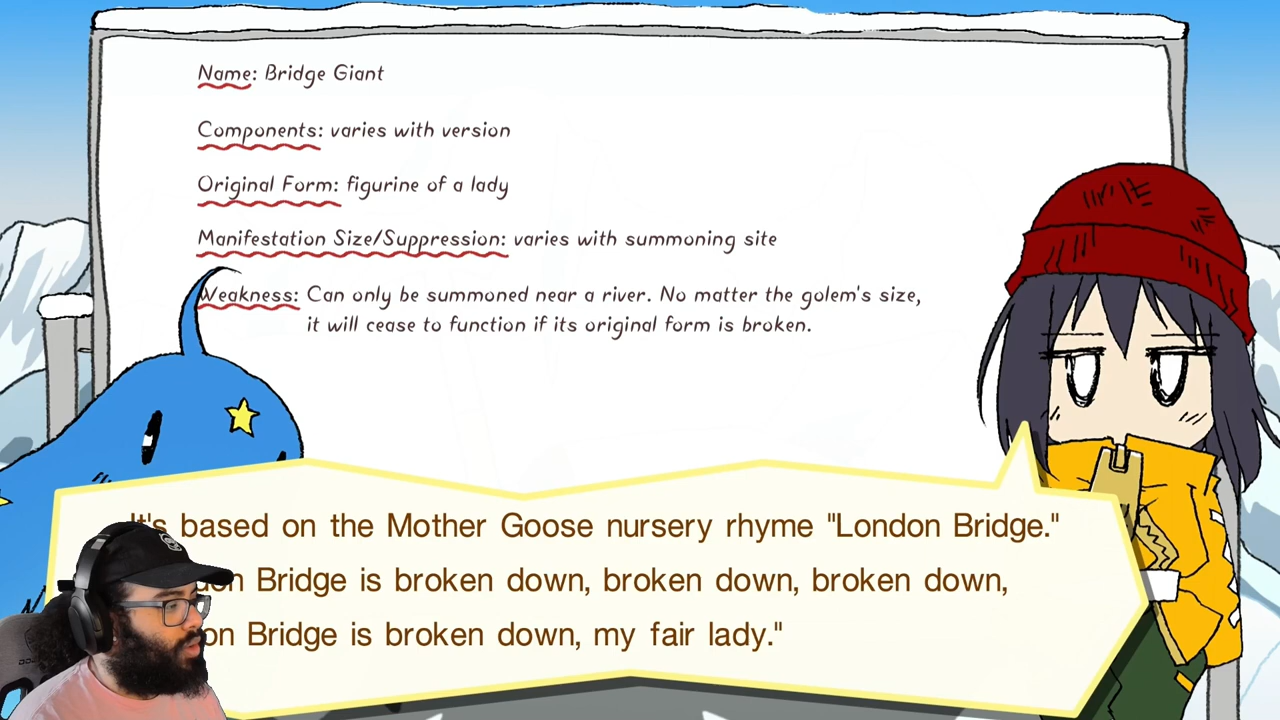 Name: Bridge Giant
Components: varies with version
Original Form: figurine of a lady
Manifestation Size/Suppression: varies with summoning site
Weakness: Can only be summoned near a river. No matter the golem's size,
it will cease to function if its original form is broken.
It's based on the Mother Goose nursery rhyme "London Bridge."
Bridge is broken down, broken down, broken down,
Bridge is broken down, my fair lady."